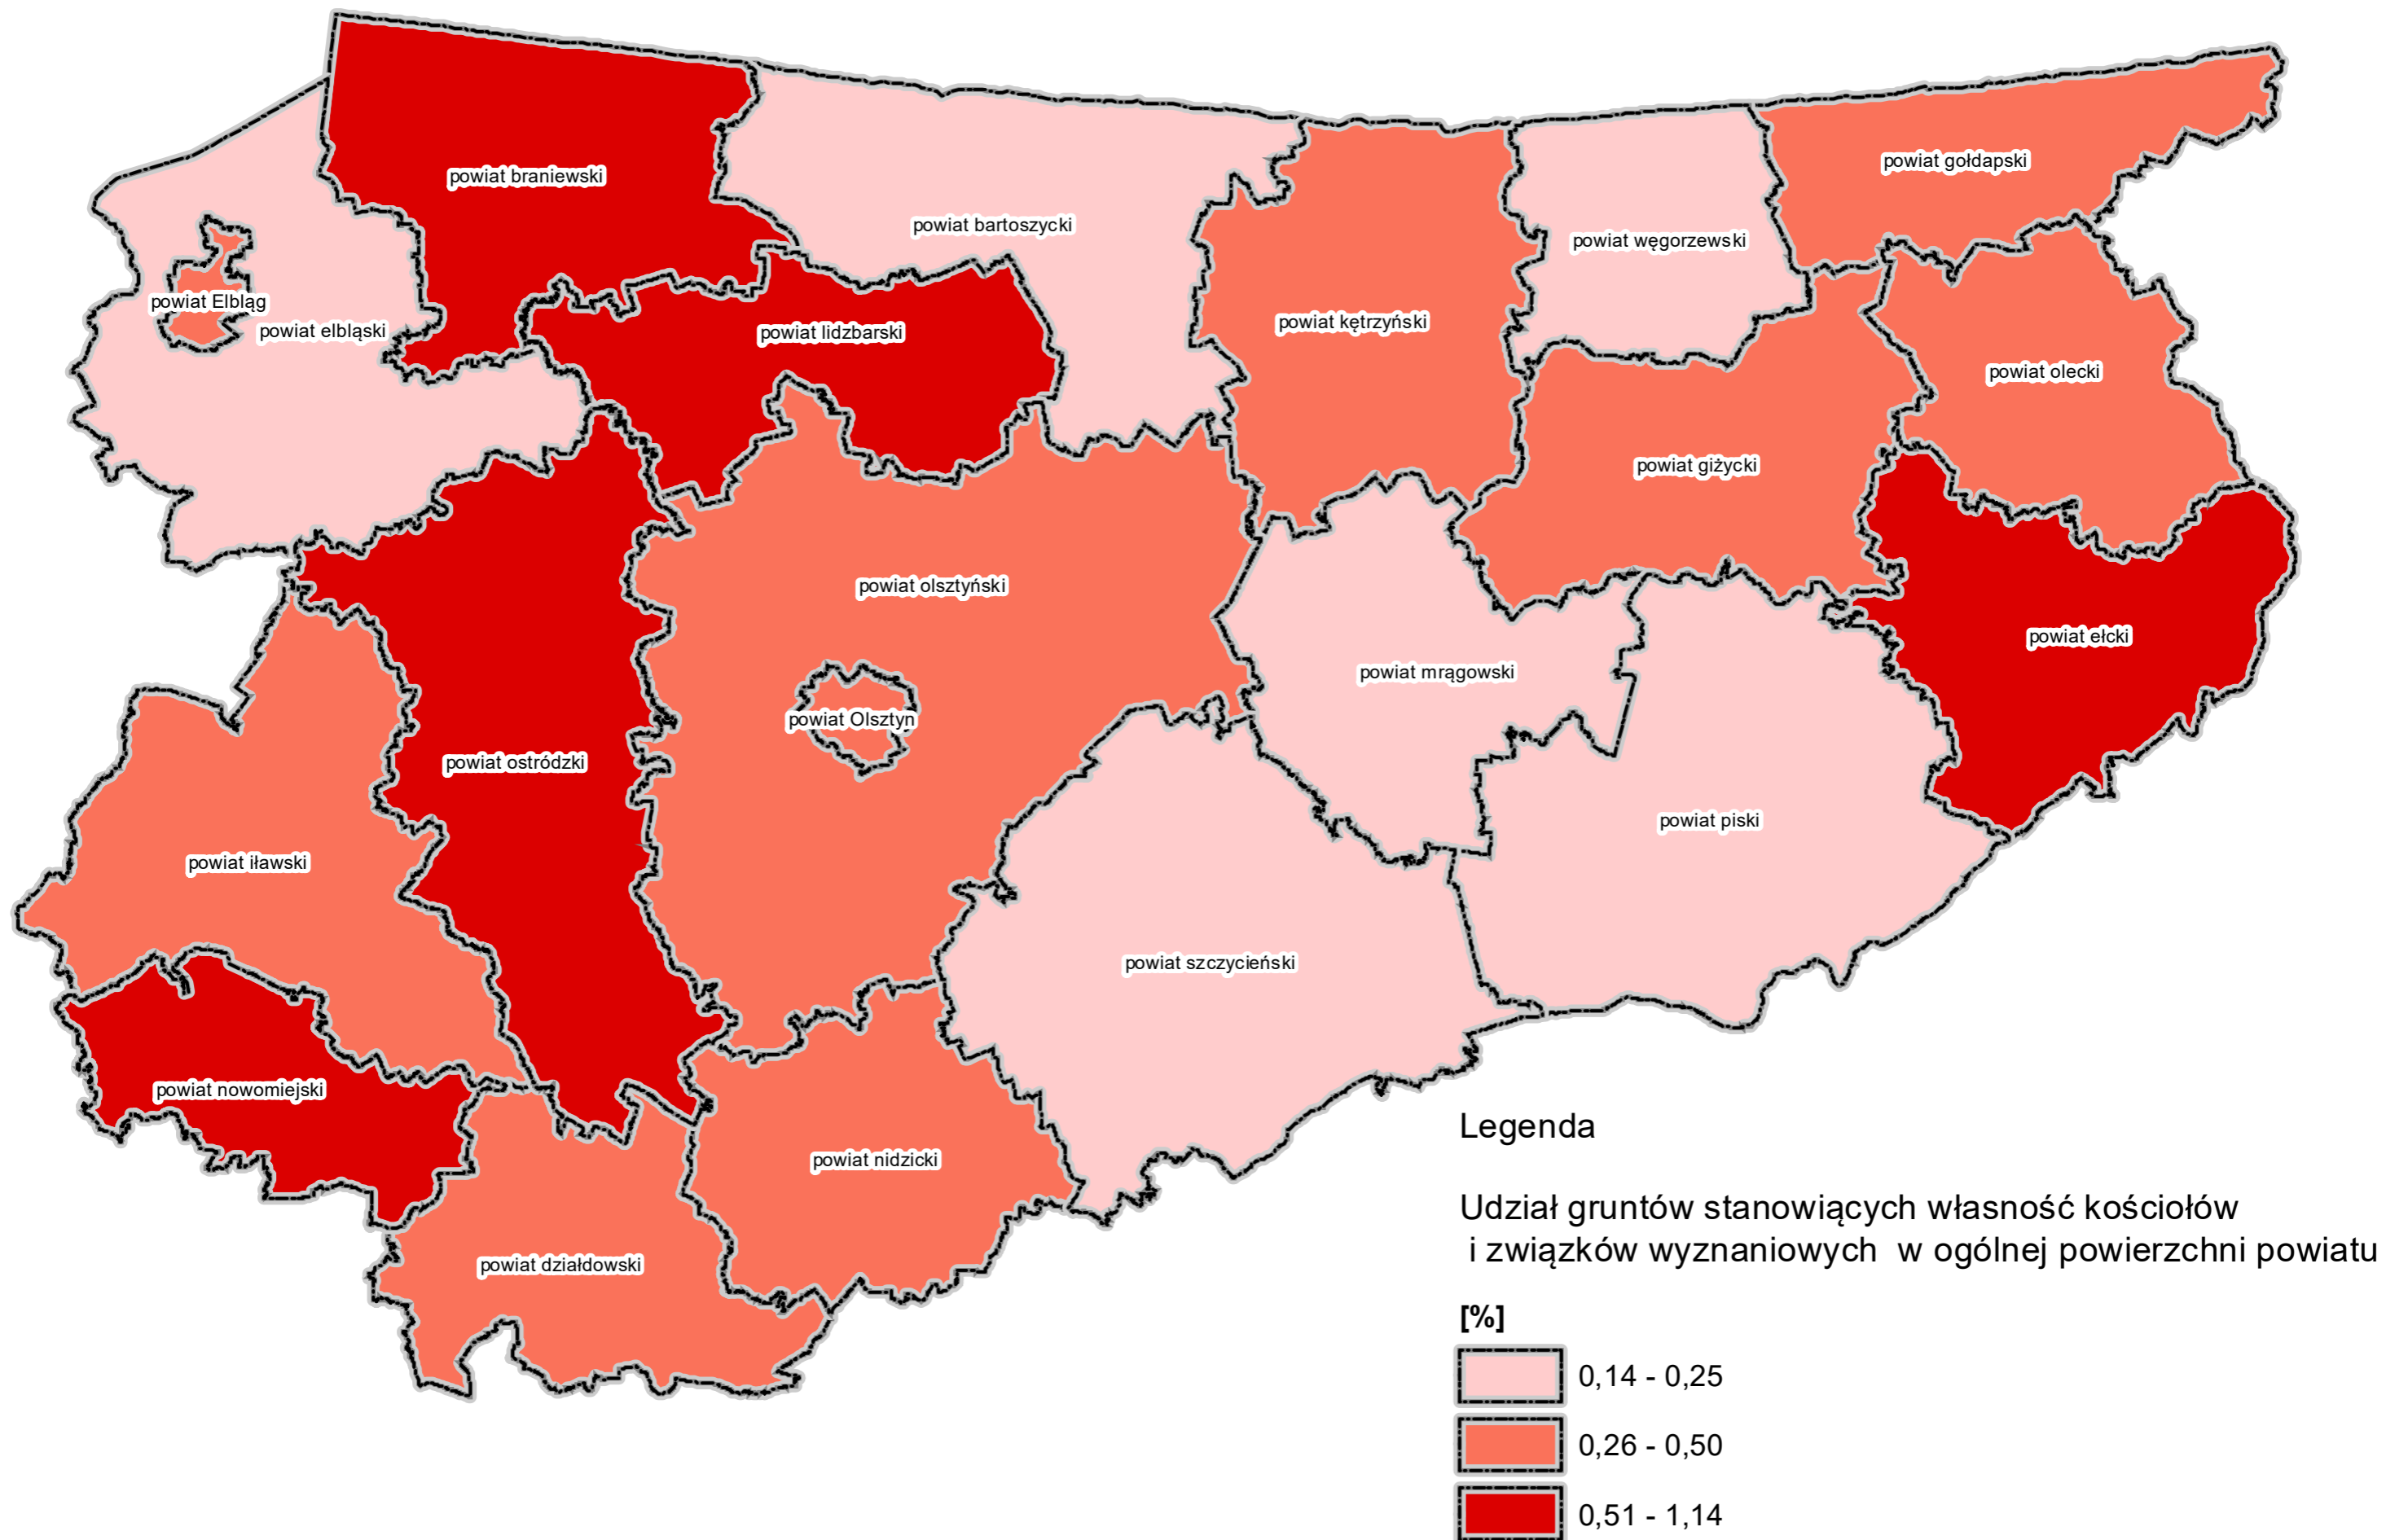 powiat braniewski
powiat gołdapski
powiat bartoszycki
powiat węgorzewski
powiat Elbląg
powiat elbląski
powiat kętrzyński
powiat lidzbarski
powiat olecki
powiat giżycki
powiat olsztyński
powiat ełcki
powiat mrągowski
powiat Olsztyn
powiat ostródzki
powiat piski
powiat iławski
powiat szczycieński
powiat nowomiejski
powiat nidzicki
powiat działdowski
Legenda
Udział gruntów stanowiących własność kościołów
i związków wyznaniowych w ogólnej powierzchni powiatu
[%]
0,14 - 0,25
0,26 - 0,50
0,51 - 1,14